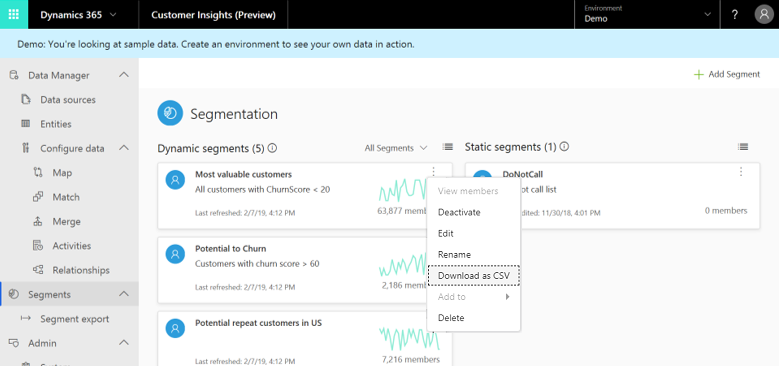 Dynamics 365
Customer Insights (Preview)
Environment
Demo
?
Demo: You're looking at sample data. Create an environment to see your own data in action.
Data Manager
Data sources
Entities
Configure data
Map
Match
Merge
Activities
Relationships
Segments
Segment export
Admin
Add Segment
Segmentation
Dynamic segments (5)
All Segments
Most valuable customers
All customers with ChurnScore < 20
Last refreshed: 2/7/19, 4:12 PM
63,877 memb
Potential to Churn
Customers with churn score > 60
Last refreshed: 2/7/19, 4:12 PM
2,186 memb
Potential repeat customers in US
Last refreshed: 2/7/19, 4:12 PM
7,216 members
Static segments (1)
DoNotCall
ot call list
dited: 11/30/18, 4:01 PM
0 members
View members
Deactivate
Edit
Rename
Download as CSV
Add to
Delete